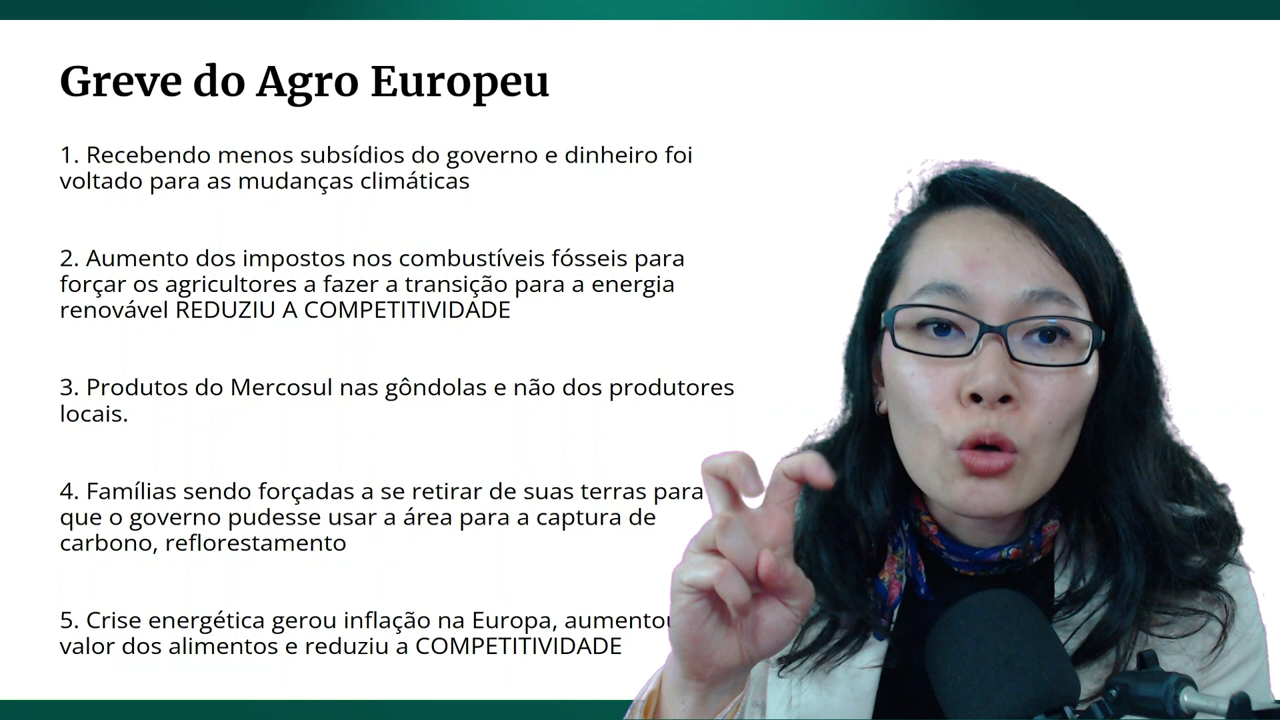 Greve do Agro Europeu
1. Recebendo menos subsídios do governo e dinheiro foi
voltado para as mudanças climáticas
2. Aumento dos impostos nos combustíveis fósseis para
forçar os agricultores a fazer a transição para a energia
renovável REDUZIU A COMPETITIVIDADE
3. Produtos do Mercosul nas gôndolas e não dos produtores
locais.
4. Famílias sendo forçadas a se retirar de suas terras para
que o governo pudesse usar a área para a captura de
carbono, reflorestamento
5. Crise energética gerou inflação na Europa, aumentou
valor dos alimentos e reduziu a COMPETITIVIDADE